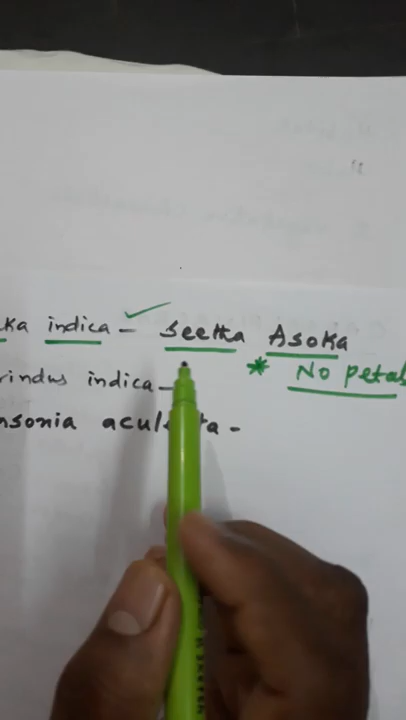 ka indica - Seetha Asoka
* No petal
rindus indica -
nsonia acul ta -